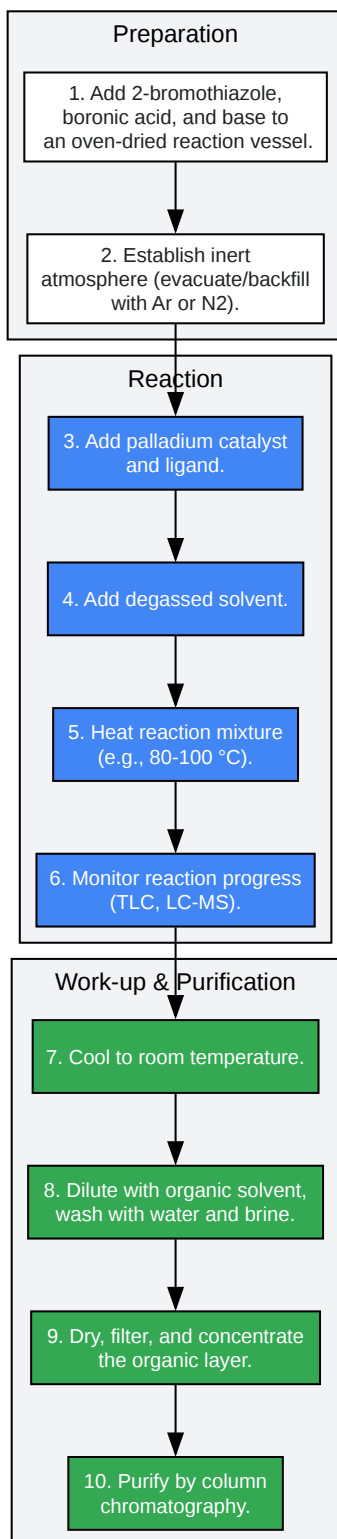 Preparation
1. Add 2-bromothiazole,
boronic acid, and base to
an oven-dried reaction vessel.
2. Establish inert
atmosphere (evacuate/backfill
with Ar or N2).
Reaction
3. Add palladium catalyst
and ligand.
4. Add degassed solvent.
5. Heat reaction mixture
(e.g., 80-100 °C).
6. Monitor reaction progress
(TLC, LC-MS).
Work-up & Purification
7. Cool to room temperature.
8. Dilute with organic solvent,
wash with water and brine.
9. Dry, filter, and concentrate
the organic layer.
10. Purify by column
chromatography.